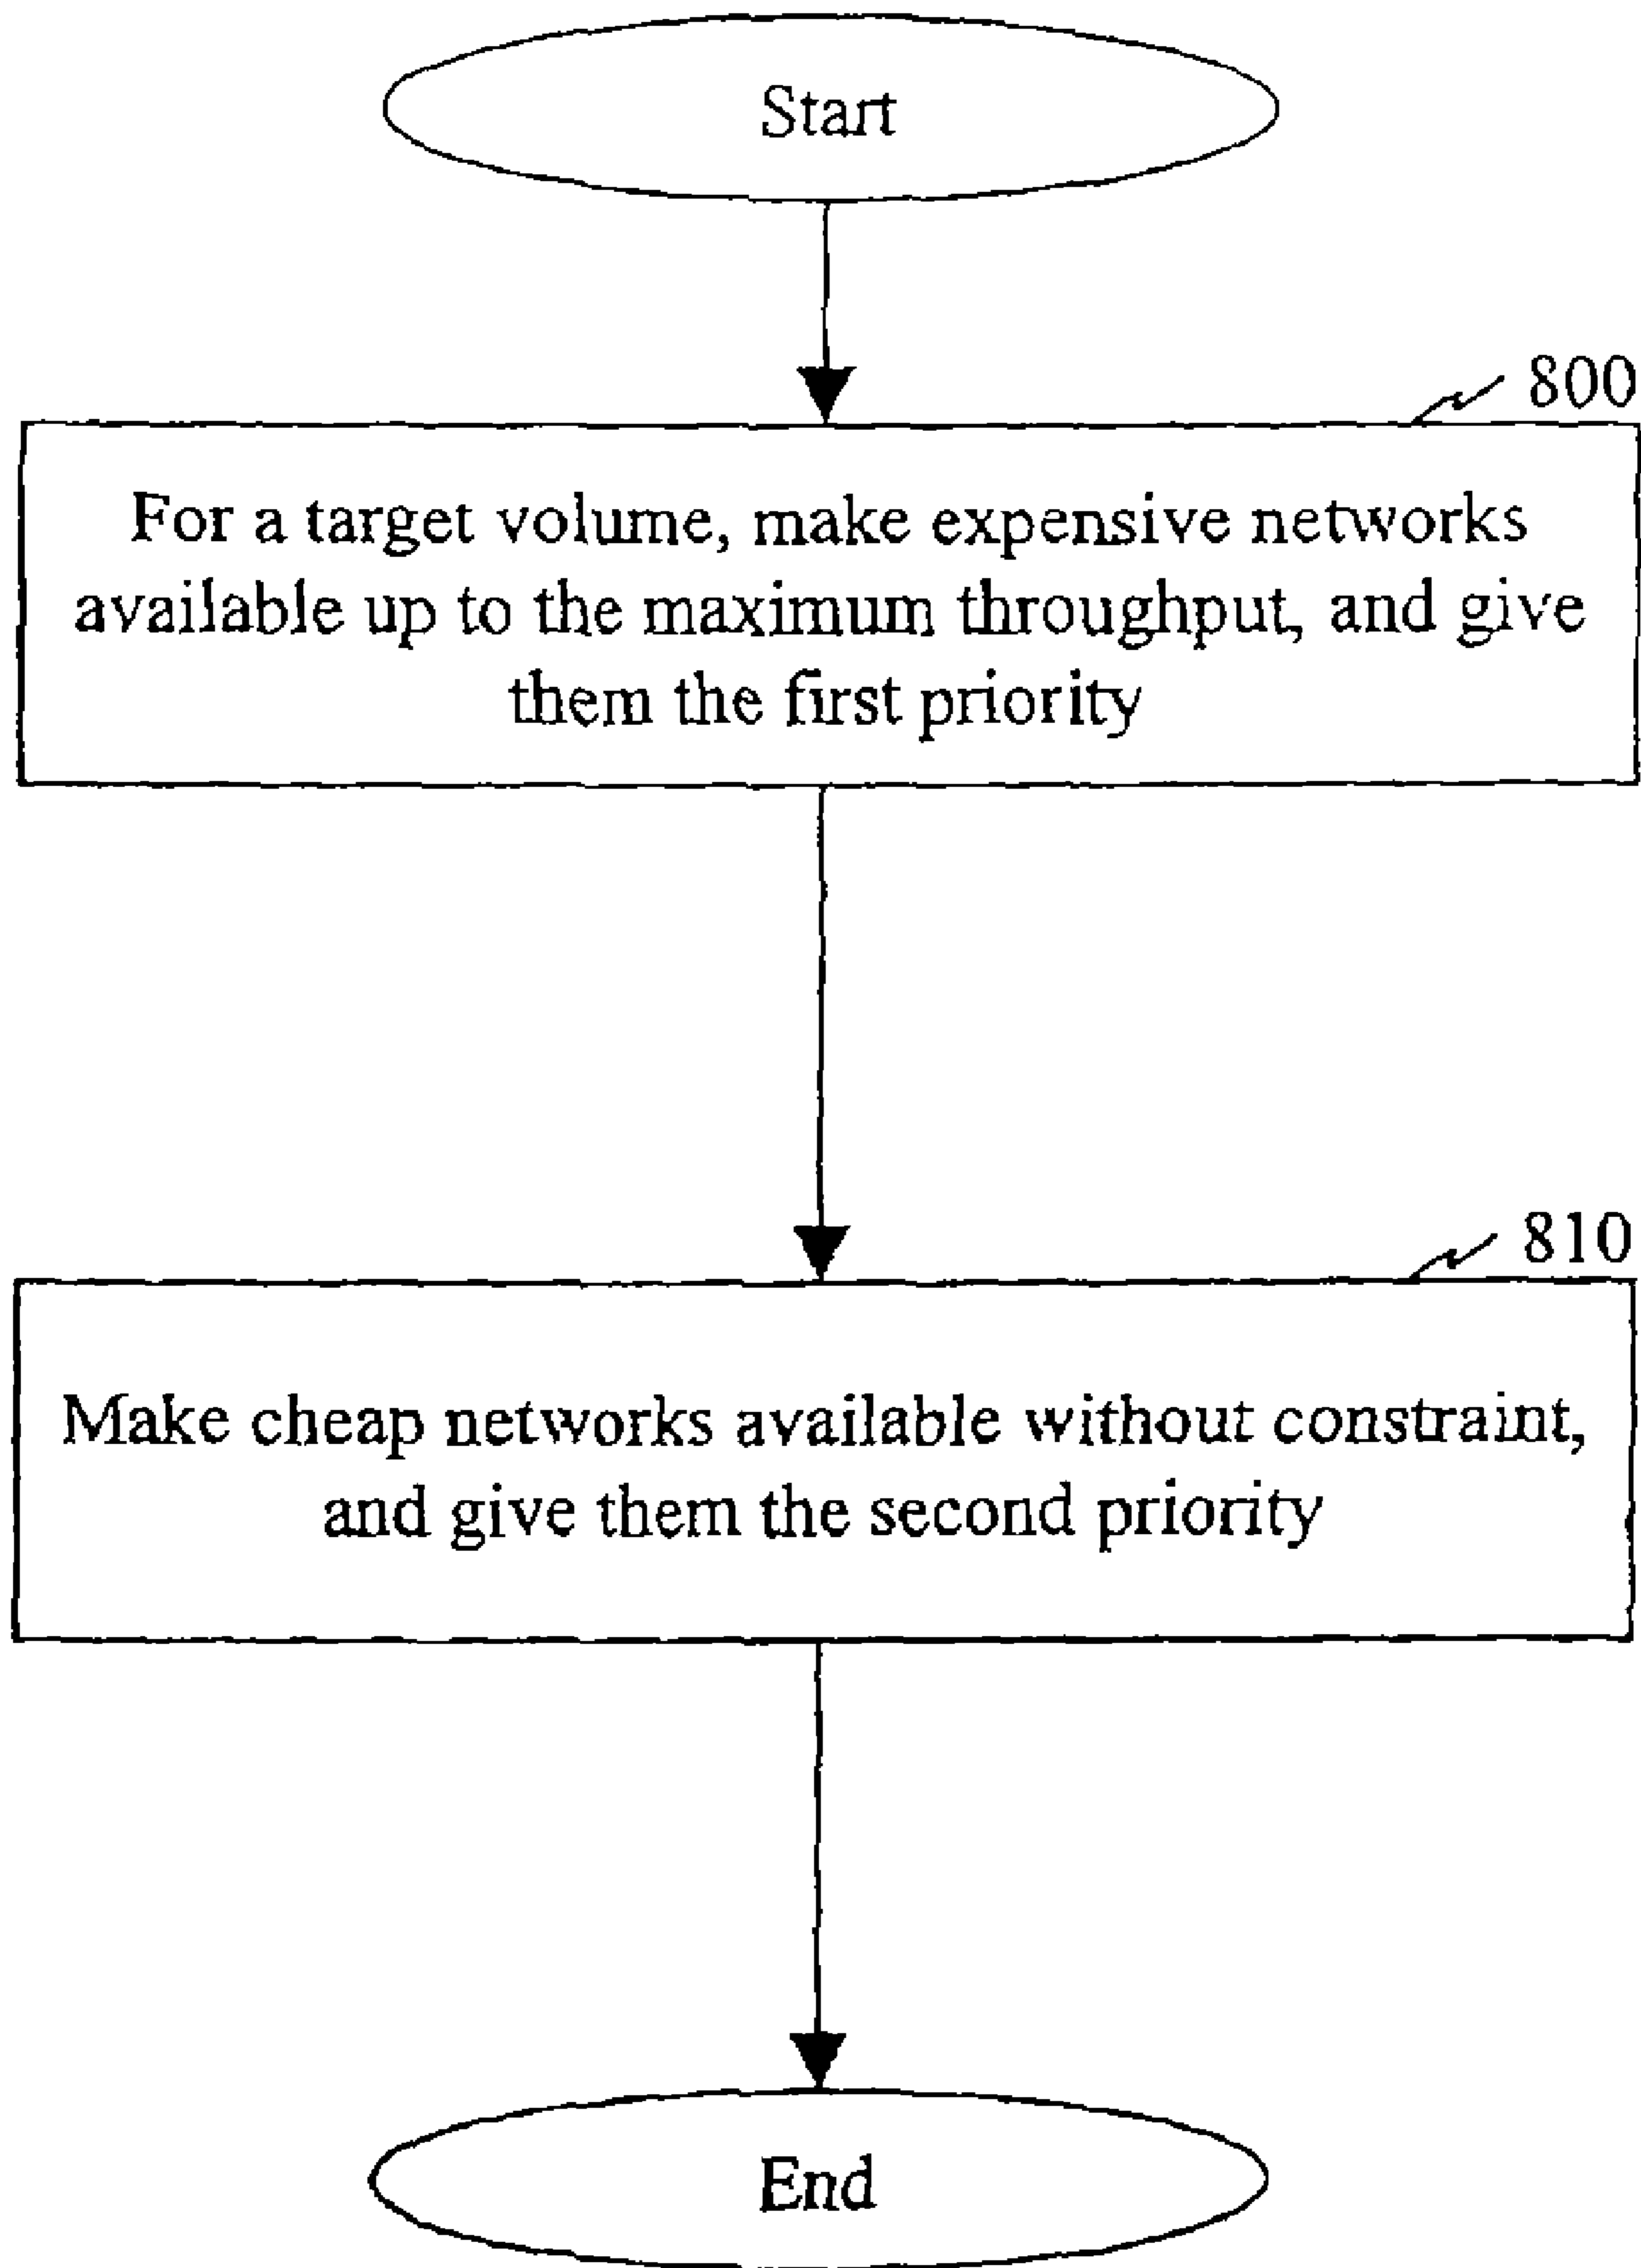 Start
800
For a target volume, make expensive networks
available up to the maximum throughput, and give
them the first priority
810
Make cheap networks available without constraint,
and give them the second priority
End